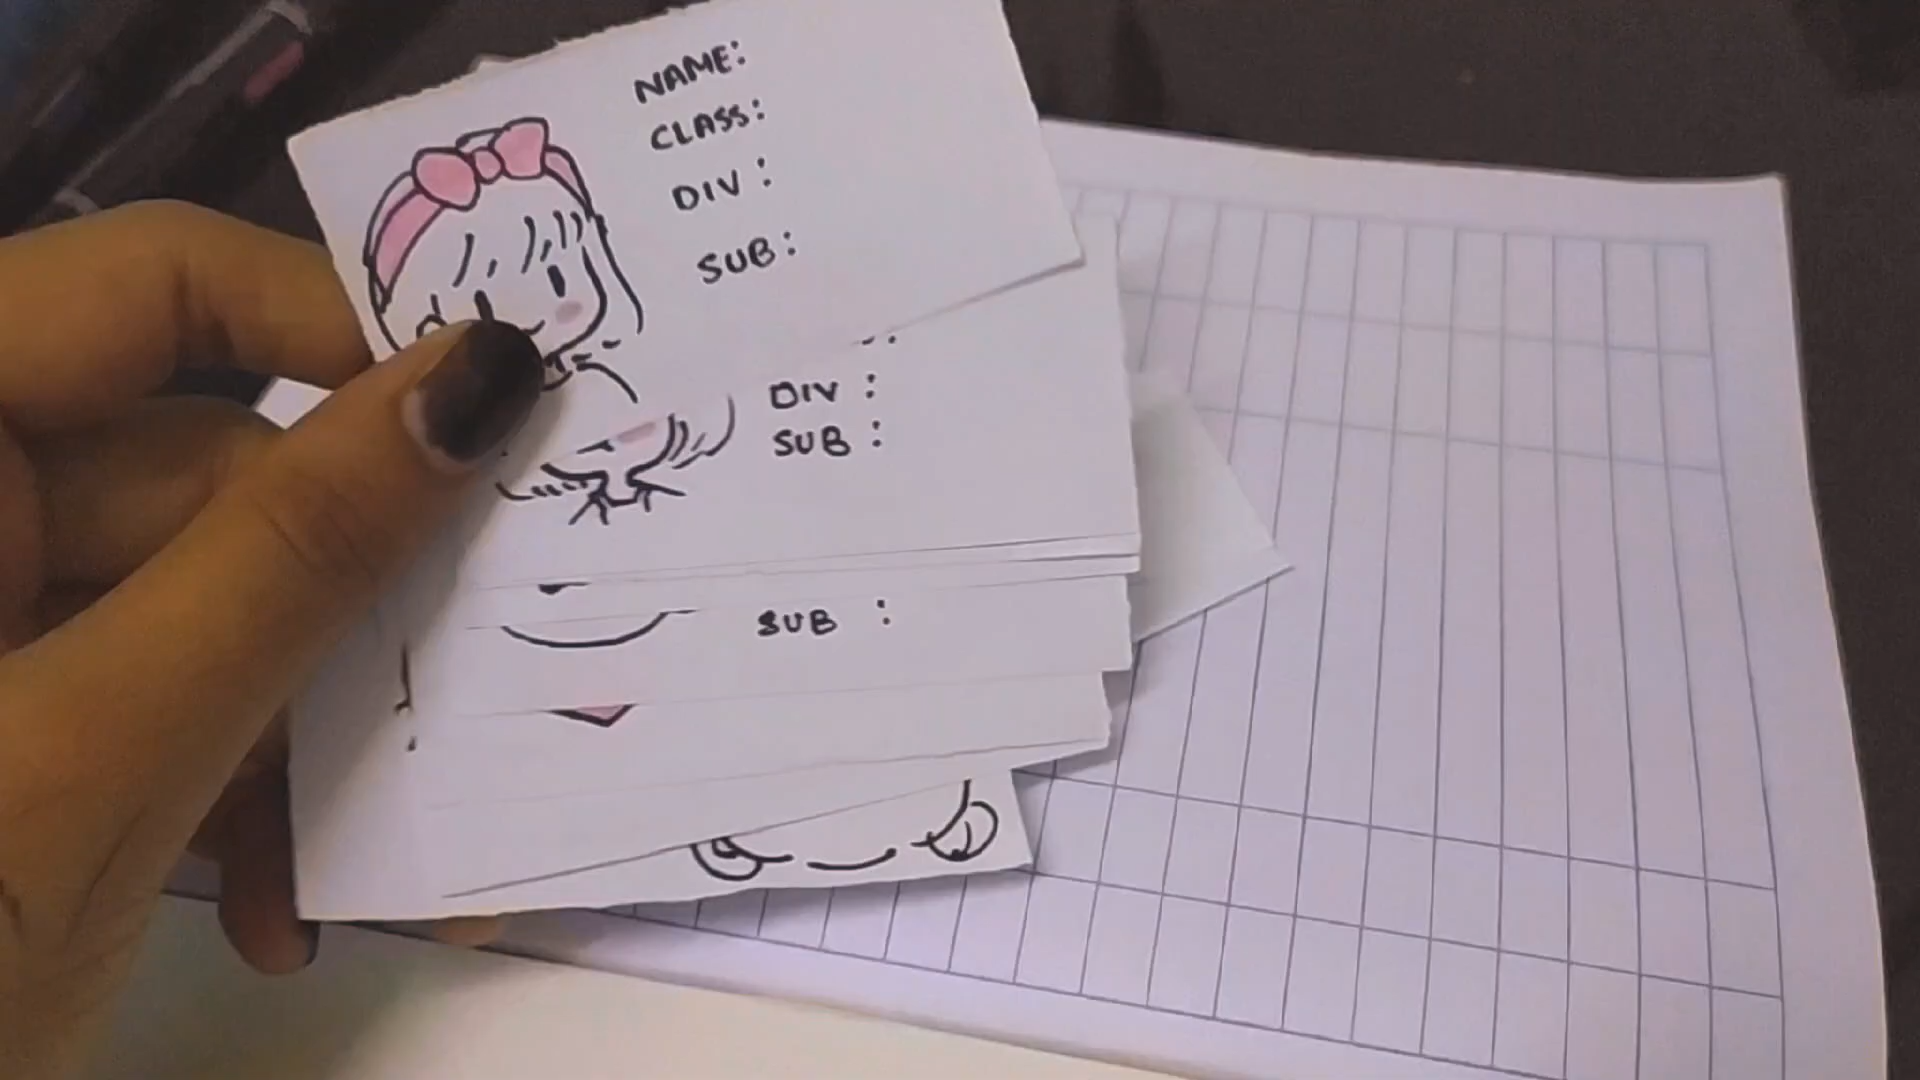 NAME:
CLASS:
DIV:
SUB:
DIV :
SUB :
SUB :